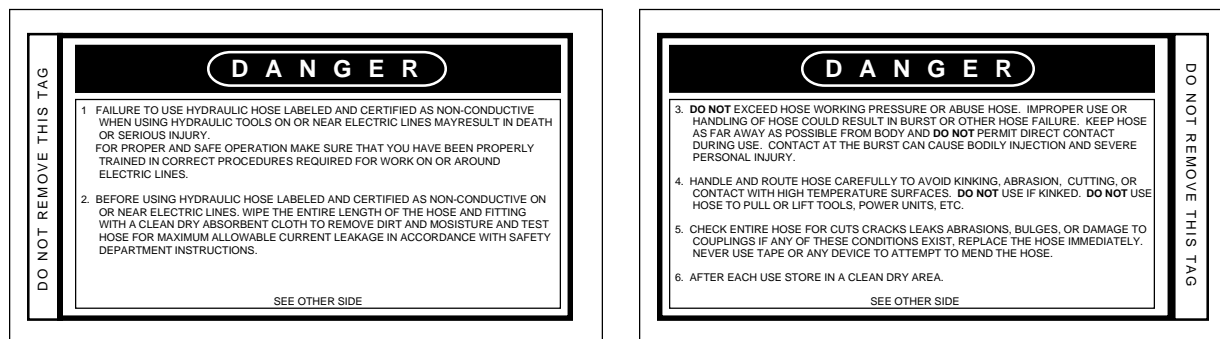 DO NOT REMOVE THIS TAG
D A N G E R
1 FAILURE TO USE HYDRAULIC HOSE LABELED AND CERTIFIED AS NON-CONDUCTIVE
WHEN USING HYDRAULIC TOOLS ON OR NEAR ELECTRIC LINES MAYRESULT IN DEATH
OR SERIOUS INJURY.
FOR PROPER AND SAFE OPERATION MAKE SURE THAT YOU HAVE BEEN PROPERLY
TRAINED IN CORRECT PROCEDURES REQUIRED FOR WORK ON OR AROUND
ELECTRIC LINES.
2. BEFORE USING HYDRAULIC HOSE LABELED AND CERTIFIED AS NON-CONDUCTIVE ON
OR NEAR ELECTRIC LINES. WIPE THE ENTIRE LENGTH OF THE HOSE AND FITTING
WITH A CLEAN DRY ABSORBENT CLOTH TO REMOVE DIRT AND MOSISTURE AND TEST
HOSE FOR MAXIMUM ALLOWABLE CURRENT LEAKAGE IN ACCORDANCE WITH SAFETY
DEPARTMENT INSTRUCTIONS.
SEE OTHER SIDE
D A N G E R
3. DO NOT EXCEED HOSE WORKING PRESSURE OR ABUSE HOSE. IMPROPER USE OR
HANDLING OF HOSE COULD RESULT IN BURST OR OTHER HOSE FAILURE. KEEP HOSE
AS FAR AWAY AS POSSIBLE FROM BODY AND DO NOT PERMIT DIRECT CONTACT
DURING USE. CONTACT AT THE BURST CAN CAUSE BODILY INJECTION AND SEVERE
PERSONAL INJURY.
4. HANDLE AND ROUTE HOSE CAREFULLY TO AVOID KINKING, ABRASION, CUTTING, OR
CONTACT WITH HIGH TEMPERATURE SURFACES. DO NOT USE IF KINKED. DO NOT USE
HOSE TO PULL OR LIFT TOOLS, POWER UNITS, ETC.
5. CHECK ENTIRE HOSE FOR CUTS CRACKS LEAKS ABRASIONS, BULGES, OR DAMAGE TO
COUPLINGS IF ANY OF THESE CONDITIONS EXIST, REPLACE THE HOSE IMMEDIATELY.
NEVER USE TAPE OR ANY DEVICE TO ATTEMPT TO MEND THE HOSE.
6. AFTER EACH USE STORE IN A CLEAN DRY AREA.
SEE OTHER SIDE
DO NOT REMOVE THIS TAG